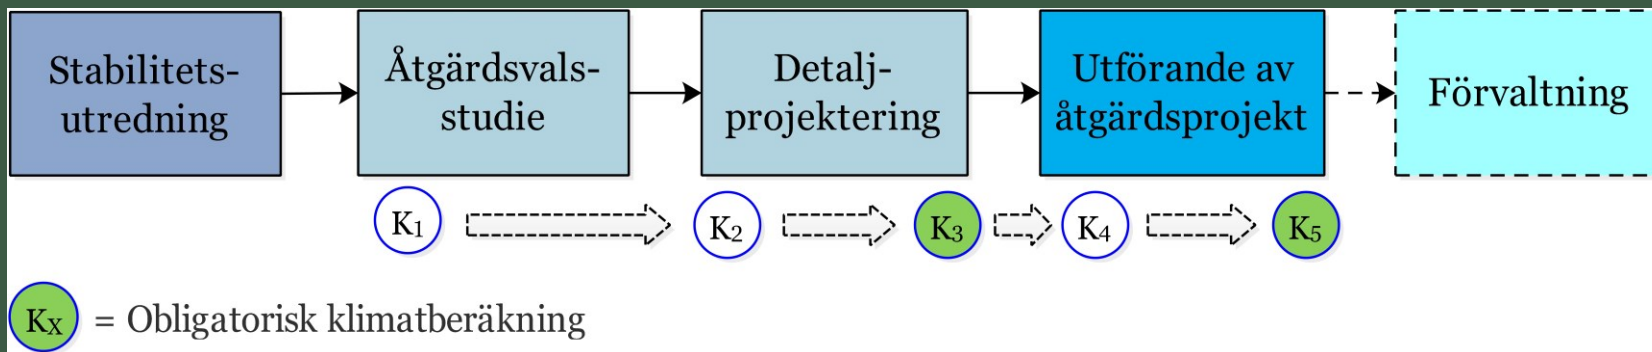 Stabilitets-
utredning
Åtgärdsvals-
studie
Detalj-
projektering
Utförande av
åtgärdsprojekt
Förvaltning
K1
K2
K3
K4
K5
KX = Obligatorisk klimatberäkning